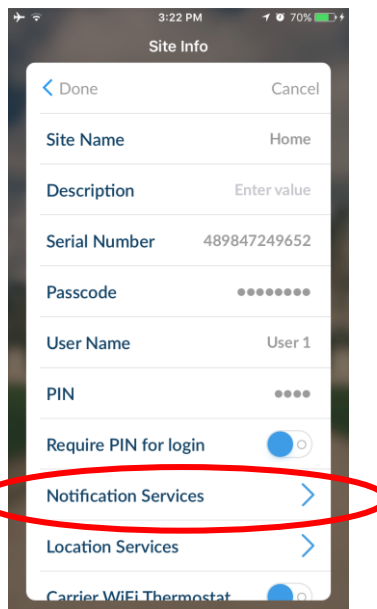 3:22 PM 70%
Site Info
Done Cancel
Site Name Home
Description Enter value
Serial Number 489847249652
Passcode ●●●●●●●●
User Name User 1
PIN ●●●●
Require PIN for login
Notification Services
Location Services
Carrier WiFi Thermostat